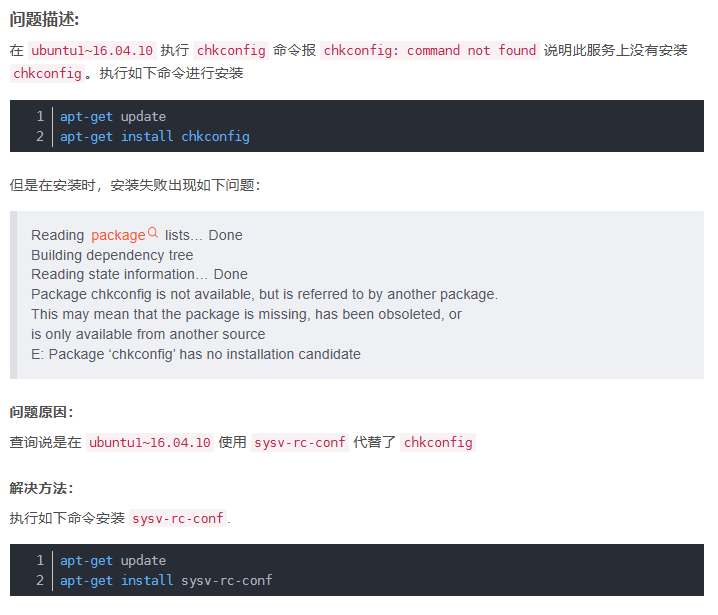 问题描述:
在 ubuntu1~16.04.10 执行 chkconfig 命令报 chkconfig: command not found 说明此服务上没有安装
chkconfig。执行如下命令进行安装
1 apt-get update
2 apt-get install chkconfig
但是在安装时，安装失败出现如下问题：
Reading package lists… Done
Building dependency tree
Reading state information… Done
Package chkconfig is not available, but is referred to by another package.
This may mean that the package is missing, has been obsoleted, or
is only available from another source
E: Package ‘chkconfig’ has no installation candidate
问题原因：
查询说是在 ubuntu1~16.04.10 使用 sysv-rc-conf 代替了 chkconfig
解决方法：
执行如下命令安装 sysv-rc-conf.
1 apt-get update
2 apt-get install sysv-rc-conf